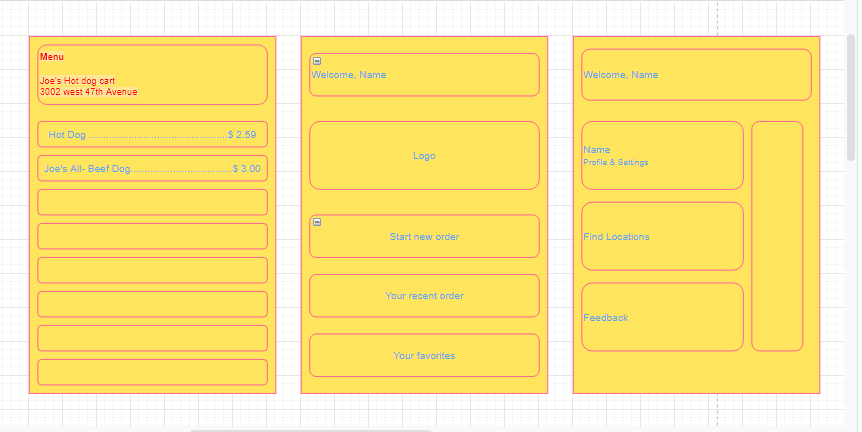 Menu
Joe's Hot dog cart
3002 west 47th Avenue
Hot Dog ..................................................$ 2.59
Joe's All- Beef Dog....................................$ 3.00
Welcome, Name
Logo
Start new order
Your recent order
Your favorites
Welcome, Name
Name
Profile & Settings
Find Locations
Feedback